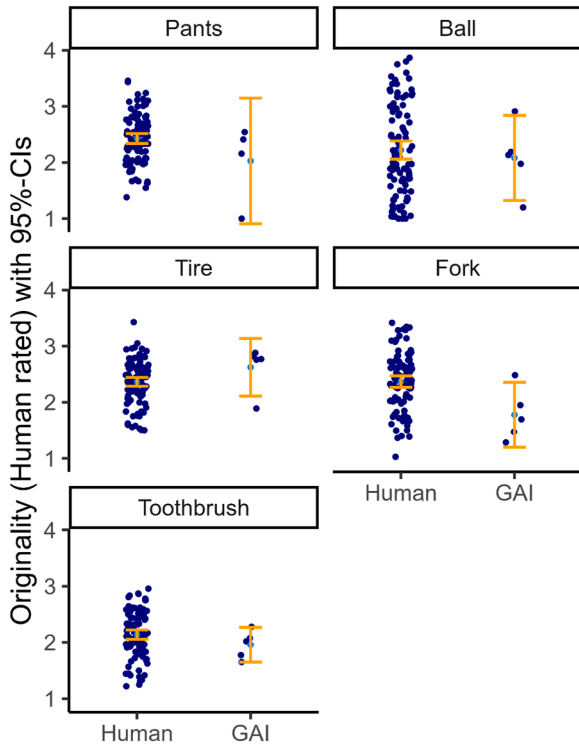 Pants
Ball
4
3
2
1
Tire
Fork
4
3
2
1
Human
GAI
Toothbrush
4
3
2
1
Human
GAI
Originality (Human rated) with 95%-CIs